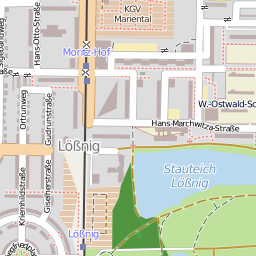 KGV
Mariental
Hans-Otto-Straße
Moritz-Hof
Ortrunweg
Gudrunstraße
W.-Ostwald-Sc
Hans-Marchwitza-Straße
Lößnig
Stauteich
Lößnig
Kriemhildstraße
Giselherstraße
Lößnig